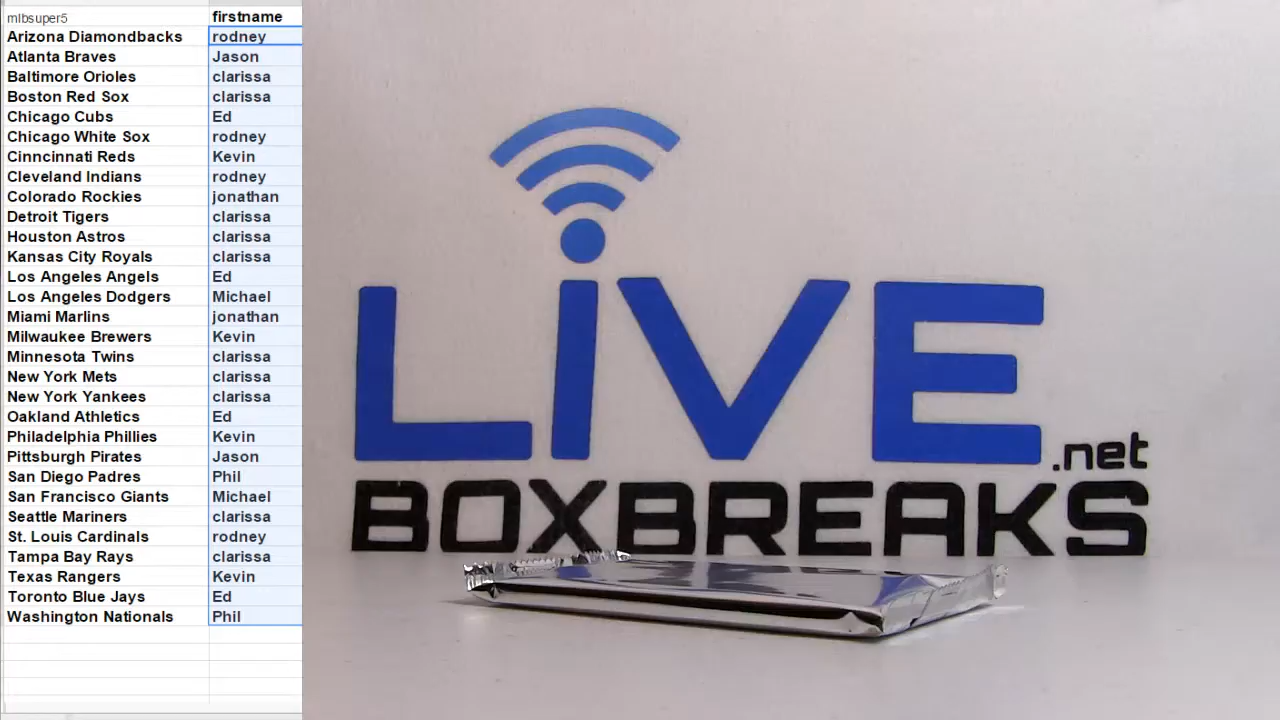 mlbsuper5 firstname
Arizona Diamondbacks rodney
Atlanta Braves Jason
Baltimore Orioles clarissa
Boston Red Sox clarissa
Chicago Cubs Ed
Chicago White Sox rodney
Cinncinnati Reds Kevin
Cleveland Indians rodney
Colorado Rockies jonathan
Detroit Tigers clarissa
Houston Astros clarissa
Kansas City Royals clarissa
Los Angeles Angels Ed
Los Angeles Dodgers Michael
Miami Marlins jonathan
Milwaukee Brewers Kevin
Minnesota Twins clarissa
New York Mets clarissa
New York Yankees clarissa
Oakland Athletics Ed
Philadelphia Phillies Kevin
Pittsburgh Pirates Jason
San Diego Padres Phil
San Francisco Giants Michael
Seattle Mariners clarissa
St. Louis Cardinals rodney
Tampa Bay Rays clarissa
Texas Rangers Kevin
Toronto Blue Jays Ed
Washington Nationals Phil
LiVE.net
BOXBREAKS